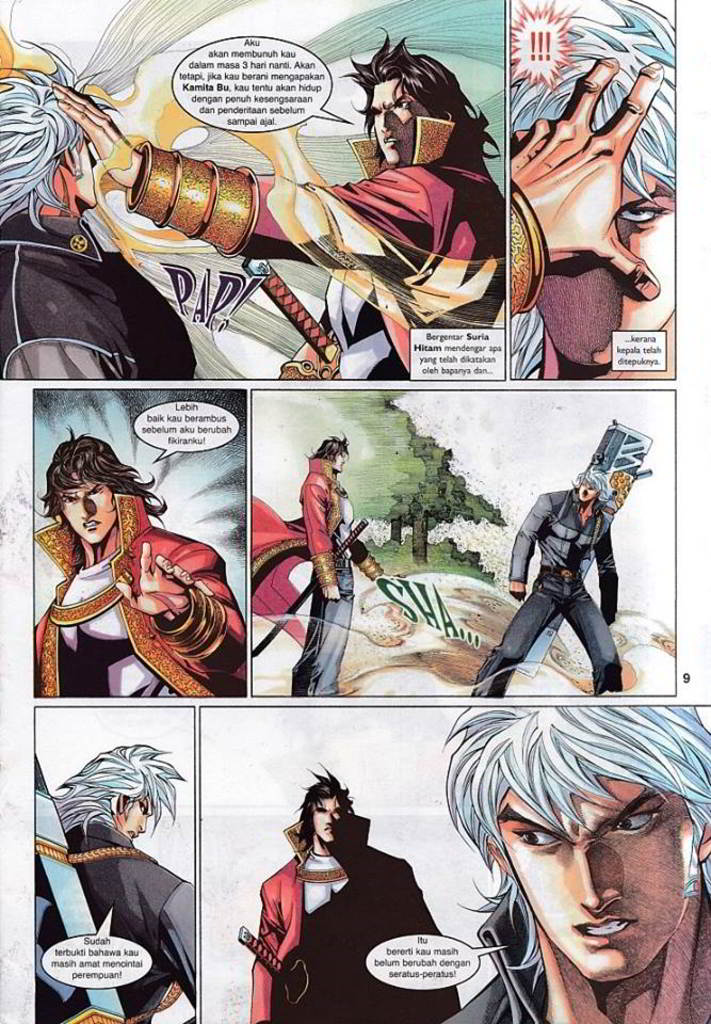 Aku
akan membunuh kau
dalam masa 3 hari nanti. Akan
tetapi, jika kau berani mengapakan
Kamita Bu, kau tentu akan hidup
dengan penuh kesengsaraan
dan penderitaan sebelum
sampai ajal.
!!!
PAP!
Bergentar Suria
Hitam mendengar apa
yang telah dikatakan
oleh bapanya dan...
...kerana
kepala telah
ditepuknya.
Lebih
baik kau berambus
sebelum aku berubah
fikiranku!
SHA...
9
Sudah
terbukti bahawa kau
masih amat mencintai
perempuan!
Itu
bererti kau masih
belum berubah dengan
seratus-peratus!